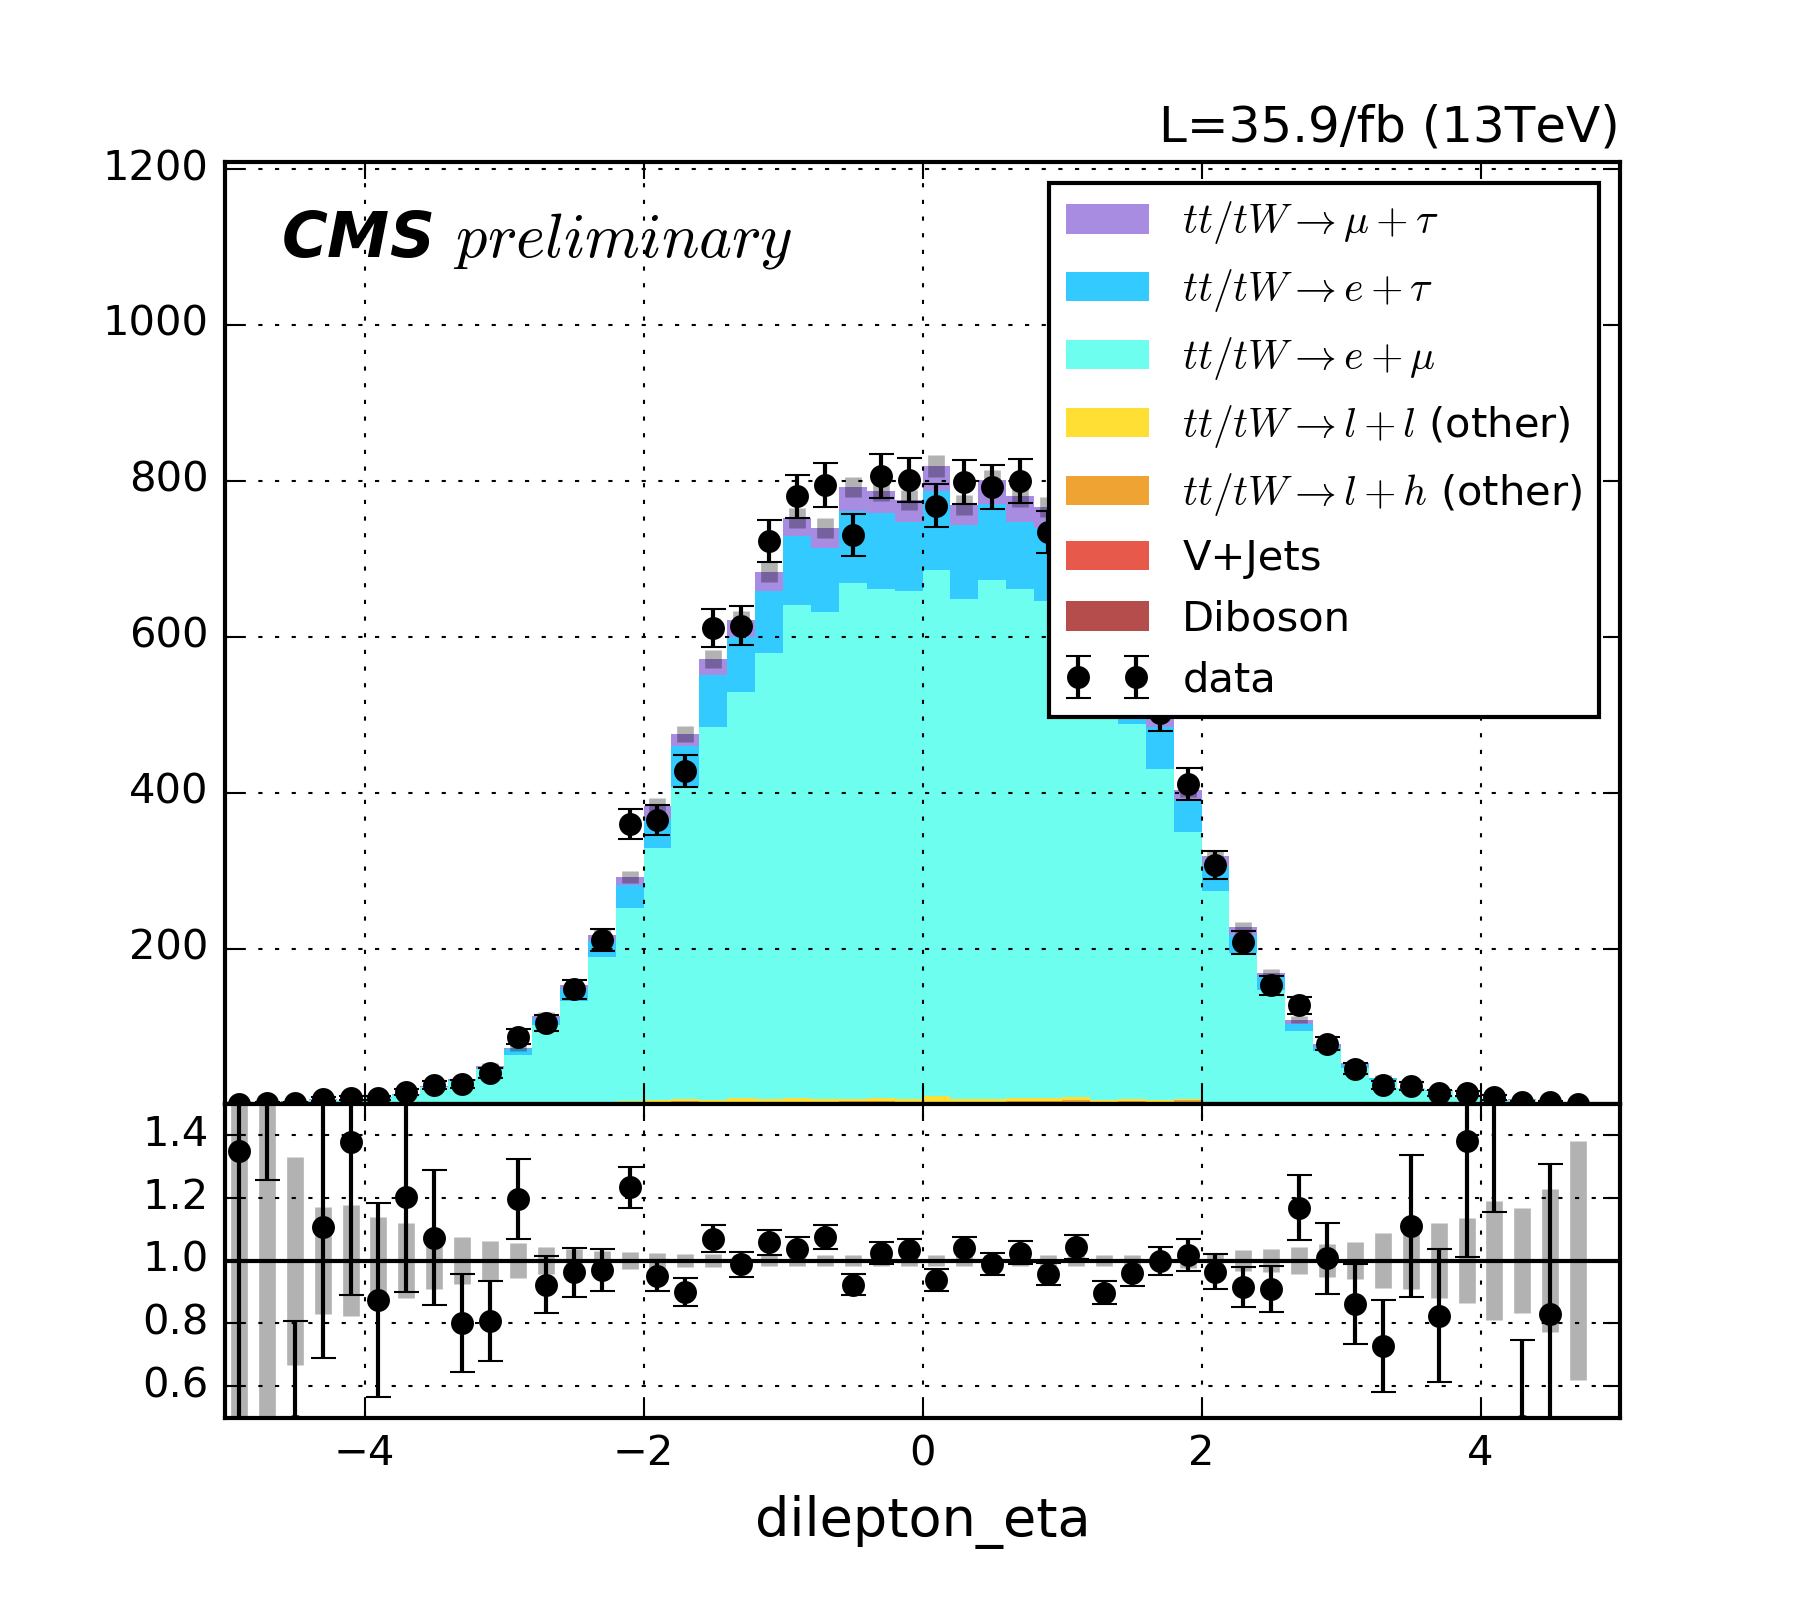 L=35.9/fb (13TeV)
CMS preliminary
1200
1000
800
600
400
200
tt/tW→μ+τ
tt/tW→e+τ
tt/tW→e+μ
tt/tW→l+l (other)
tt/tW→l+h (other)
V+Jets
Diboson
data
1.4
1.2
1.0
0.8
0.6
−4 −2 0 2 4
dilepton_eta